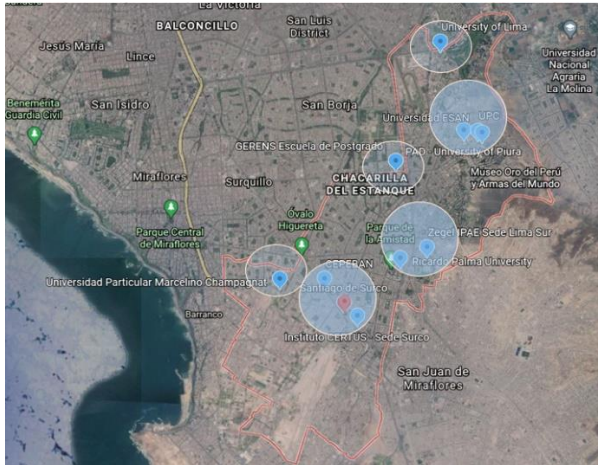 La Victoria
BALCONCILLO
San Luis
District
University of Lima
Jesús María
Lince
Universidad
Nacional
Agraria
La Molina
Benemérita
Guardia Civil
San Isidro
San Borja
Universidad ESAN
UPC
GERENS Escuela de Postgrado
PAD
University of Piura
Miraflores
Surquillo
CHACARILLA
DEL ESTANQUE
Museo Oro del Perú
y Armas del Mundo
Óvalo
Higuereta
Parque Central
de Miraflores
Parque de
la Amistad
Zegel IPAE Sede Lima Sur
Ricardo Palma University
CEPEBAN
Universidad Particular Marcelino Champagnat
Santiago de Surco
Barranco
Instituto CERTUS - Sede Surco
San Juan de
Miraflores